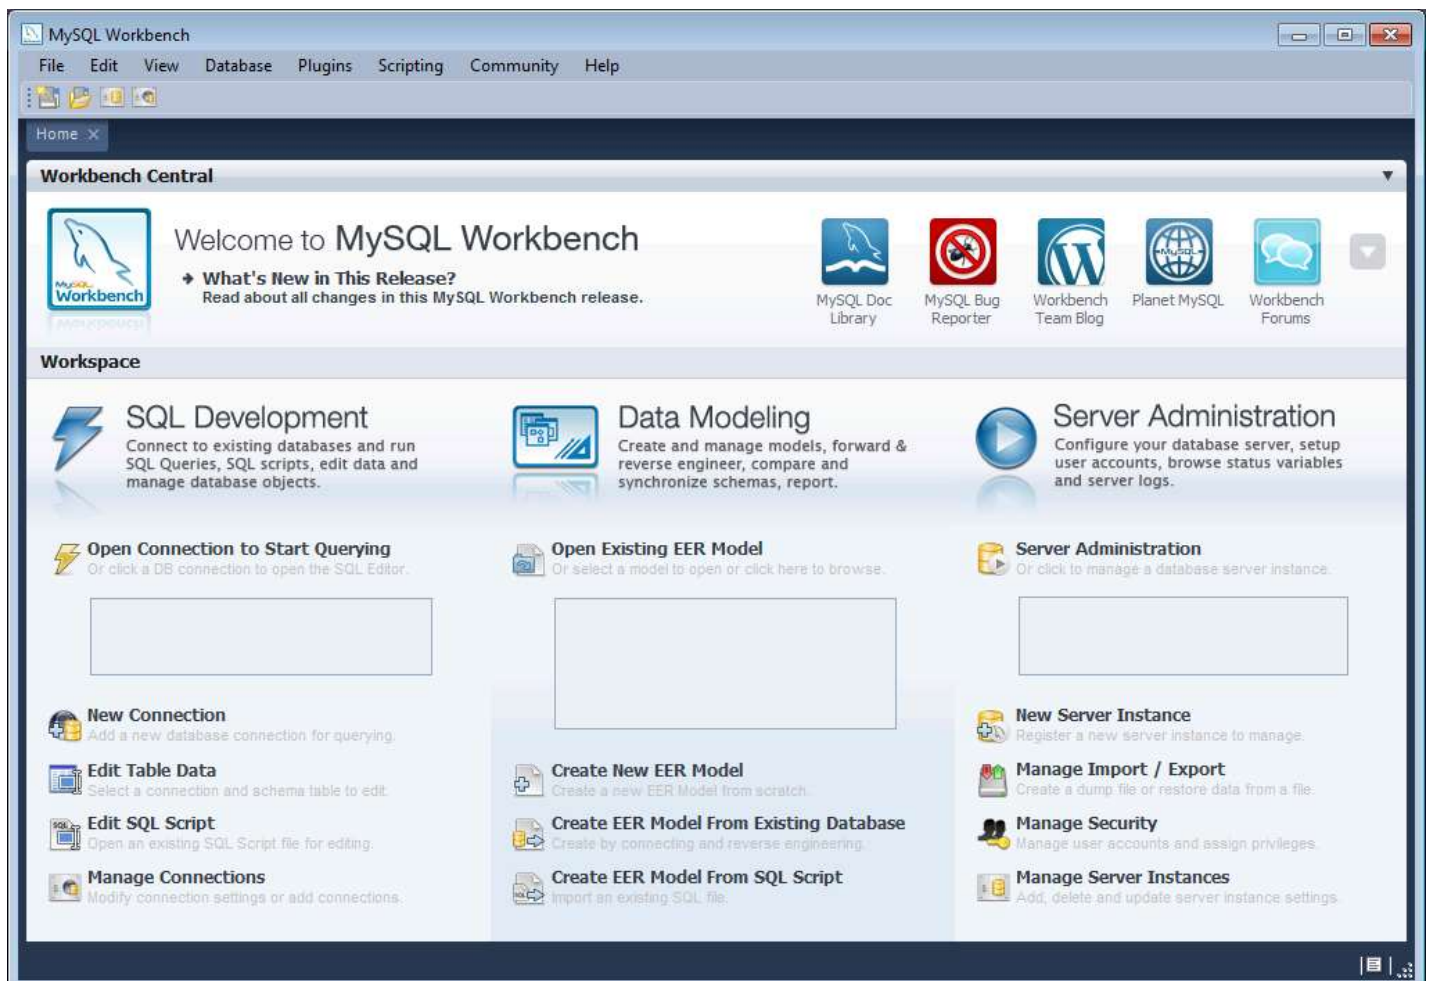 MySQL Workbench
File Edit View Database Plugins Scripting Community Help
Home
Workbench Central
MySQL
Workbench
Welcome to MySQL Workbench
What's New in This Release?
Read about all changes in this MySQL Workbench release.
MySQL Doc
Library
MySQL Bug
Reporter
Workbench
Team Blog
MySQL
Planet MySQL
Workbench
Forums
Workspace
SQL Development
Connect to existing databases and run
SQL Queries, SQL scripts, edit data and
manage database objects.
Open Connection to Start Querying
Or click a DB connection to open the SQL Editor.
New Connection
Add a new database connection for querying.
Edit Table Data
Select a connection and schema table to edit.
SQL
Edit SQL Script
Open an existing SQL Script file for editing.
Manage Connections
Modify connection settings or add connections.
Data Modeling
Create and manage models, forward &
reverse engineer, compare and
synchronize schemas, report.
Open Existing EER Model
Or select a model to open or click here to browse.
Create New EER Model
Create a new EER Model from scratch.
Create EER Model From Existing Database
Create by connecting and reverse engineering.
Create EER Model From SQL Script
Import an existing SQL file.
Server Administration
Configure your database server, setup
user accounts, browse status variables
and server logs.
Server Administration
Or click to manage a database server instance.
New Server Instance
Register a new server instance to manage.
Manage Import / Export
Create a dump file or restore data from a file.
Manage Security
Manage user accounts and assign privileges.
Manage Server Instances
Add, delete and update server instance settings.